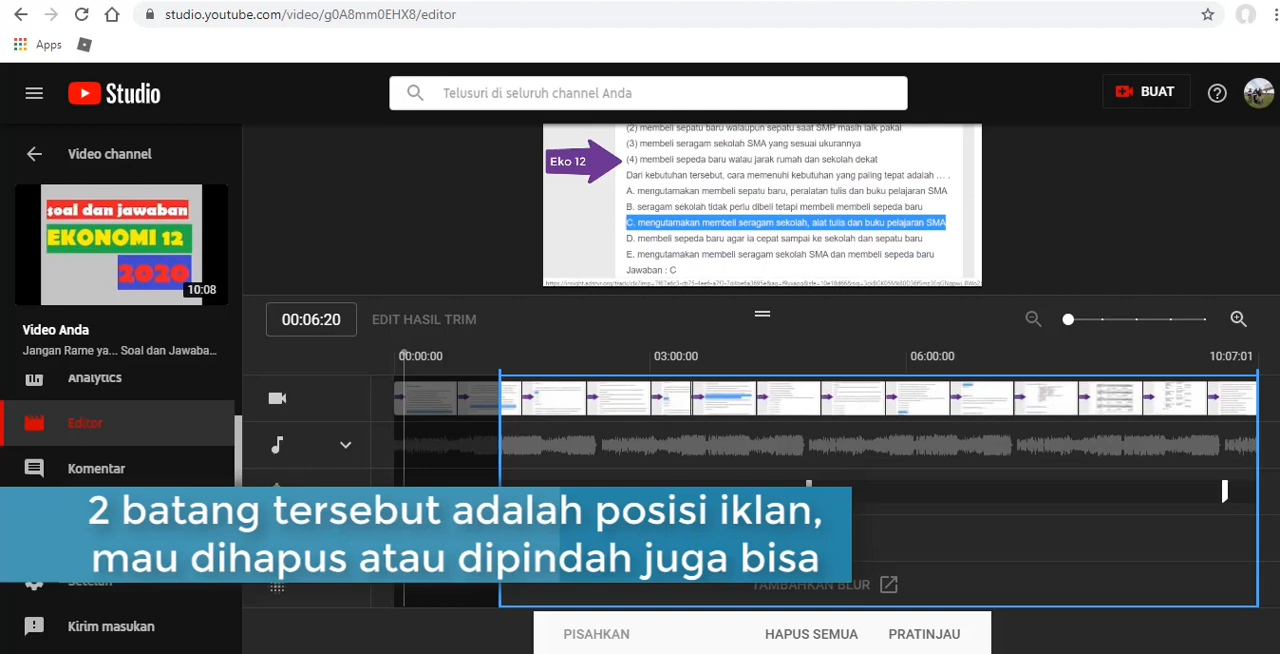 studio.youtube.com/video/g0A8mm0EHX8/editor
Apps
Studio
Telusuri di seluruh channel Anda
BUAT
Video channel
soal dan jawaban
EKONOMI 12
2020
10:08
Video Anda
Jangan Rame ya... Soal dan Jawaba...
Analytics
Editor
Komentar
Kirim masukan
(2) membeli sepatu baru walaupun sepatu saat SMP masih laik pakai
(3) membeli seragam sekolah SMA yang sesuai ukurannya
Eko 12
(4) membeli sepeda baru walau jarak rumah dan sekolah dekat
Dari kebutuhan tersebut, cara memenuhi kebutuhan yang paling tepat adalah ... .
A. mengutamakan membeli sepatu baru, peralatan tulis dan buku pelajaran SMA
B. seragam sekolah tidak perlu dibeli tetapi membeli membeli sepeda baru
C. mengutamakan membeli seragam sekolah, alat tulis dan buku pelajaran SMA
D. membeli sepeda baru agar ia cepat sampai ke sekolah dan sepatu baru
E. mengutamakan membeli seragam sekolah SMA dan membeli sepeda baru
Jawaban : C
00:06:20
EDIT HASIL TRIM
00:00:00
03:00:00
06:00:00
10:07:01
2 batang tersebut adalah posisi iklan,
mau dihapus atau dipindah juga bisa
TAMBAHKAN BLUR
PISAHKAN
HAPUS SEMUA
PRATINJAU